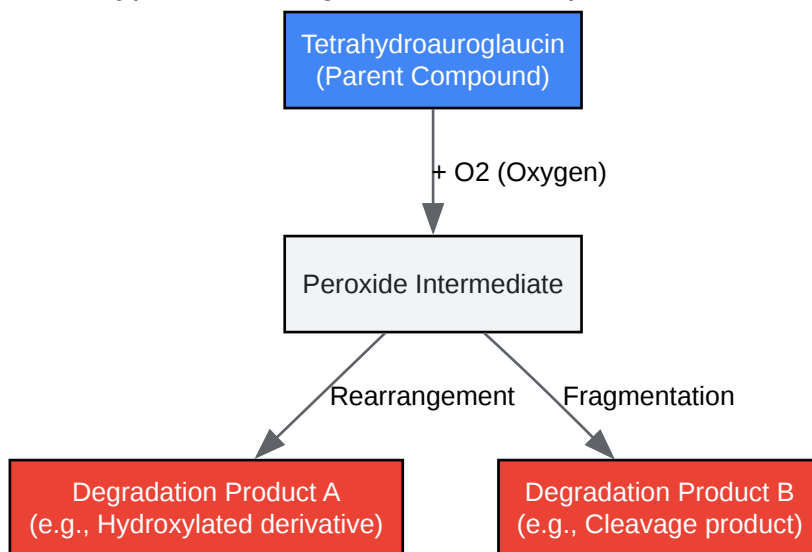 Tetrahydroauroglaucin
(Parent Compound)
+ O2 (Oxygen)
Peroxide Intermediate
Rearrangement
Fragmentation
Degradation Product A
(e.g., Hydroxylated derivative)
Degradation Product B
(e.g., Cleavage product)